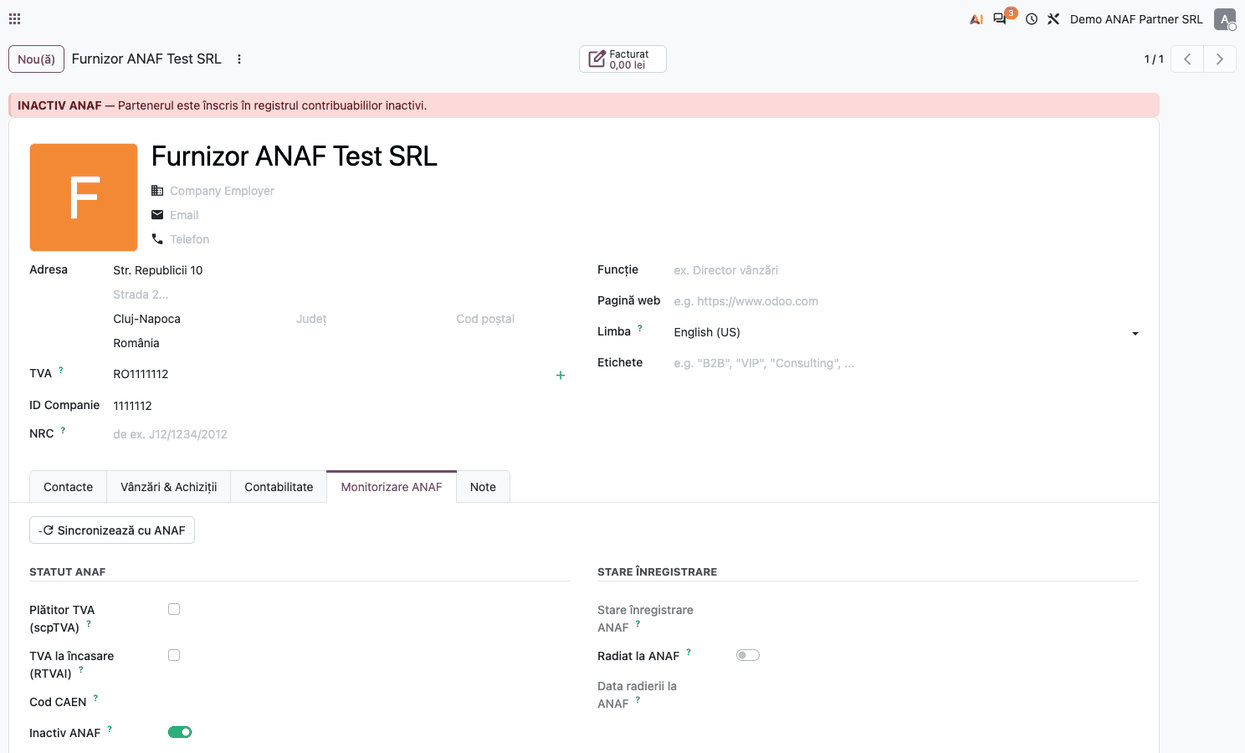 AI
3
Demo ANAF Partner SRL
A
Nou(ă)
Furnizor ANAF Test SRL
Facturat
0,00 lei
1 / 1
INACTIV ANAF — Partenerul este înscris în registrul contribuabililor inactivi.
F
Furnizor ANAF Test SRL
Company Employer
Email
Telefon
Adresa
Str. Republicii 10
Strada 2...
Cluj-Napoca
Județ
Cod poștal
România
TVA ?
RO1111112
+
ID Companie
1111112
NRC ?
de ex. J12/1234/2012
Funcție
ex. Director vânzări
Pagină web
e.g. https://www.odoo.com
Limba ?
English (US)
Etichete
e.g. "B2B", "VIP", "Consulting", ...
Contacte
Vânzări & Achiziții
Contabilitate
Monitorizare ANAF
Note
Sincronizează cu ANAF
STATUT ANAF
Plătitor TVA
(scpTVA) ?
TVA la încasare
(RTVAI) ?
Cod CAEN ?
Inactiv ANAF ?
STARE ÎNREGISTRARE
Stare înregistrare
ANAF ?
Radiat la ANAF ?
Data radierii la
ANAF ?